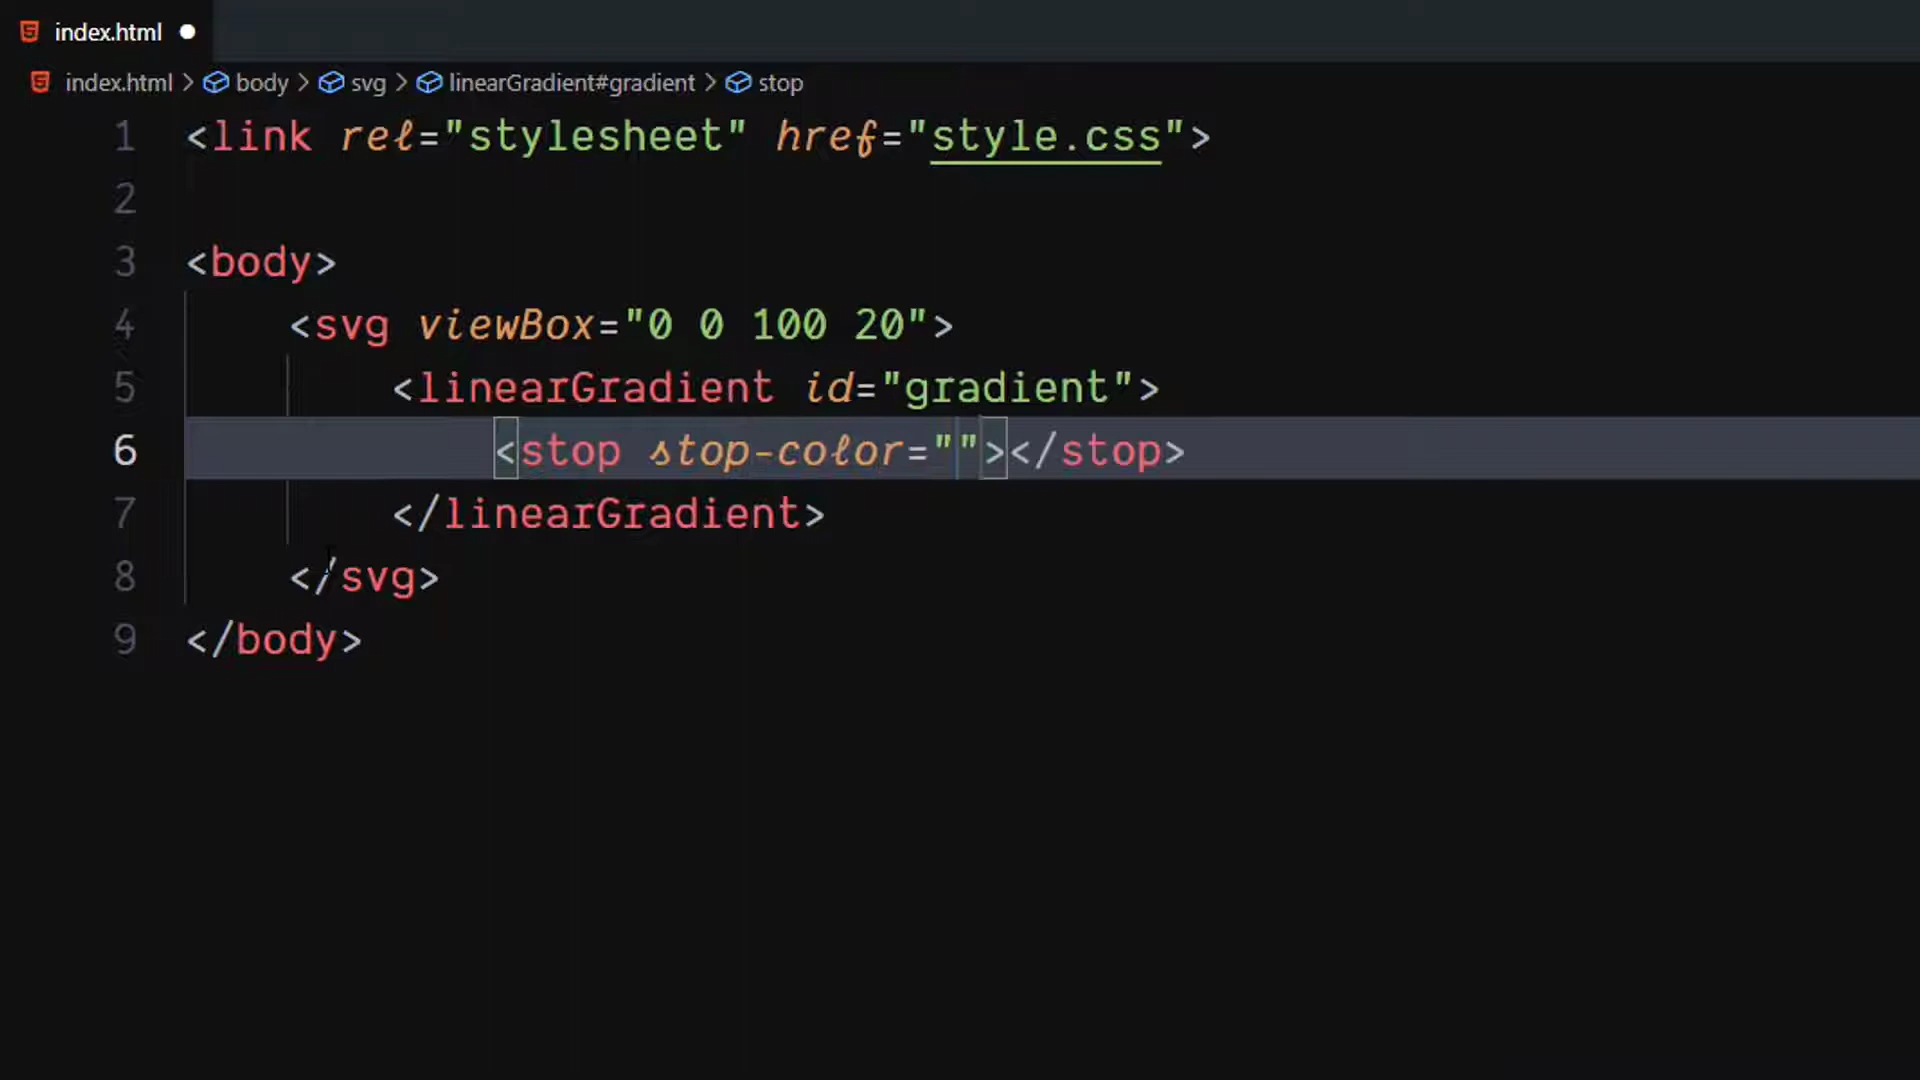 index.html
index.html > body > svg > linearGradient#gradient > stop
1 <link rel="stylesheet" href="style.css">
2
3 <body>
4 <svg viewBox="0 0 100 20">
5 <linearGradient id="gradient">
6 <stop stop-color=""></stop>
7 </linearGradient>
8 </svg>
9 </body>